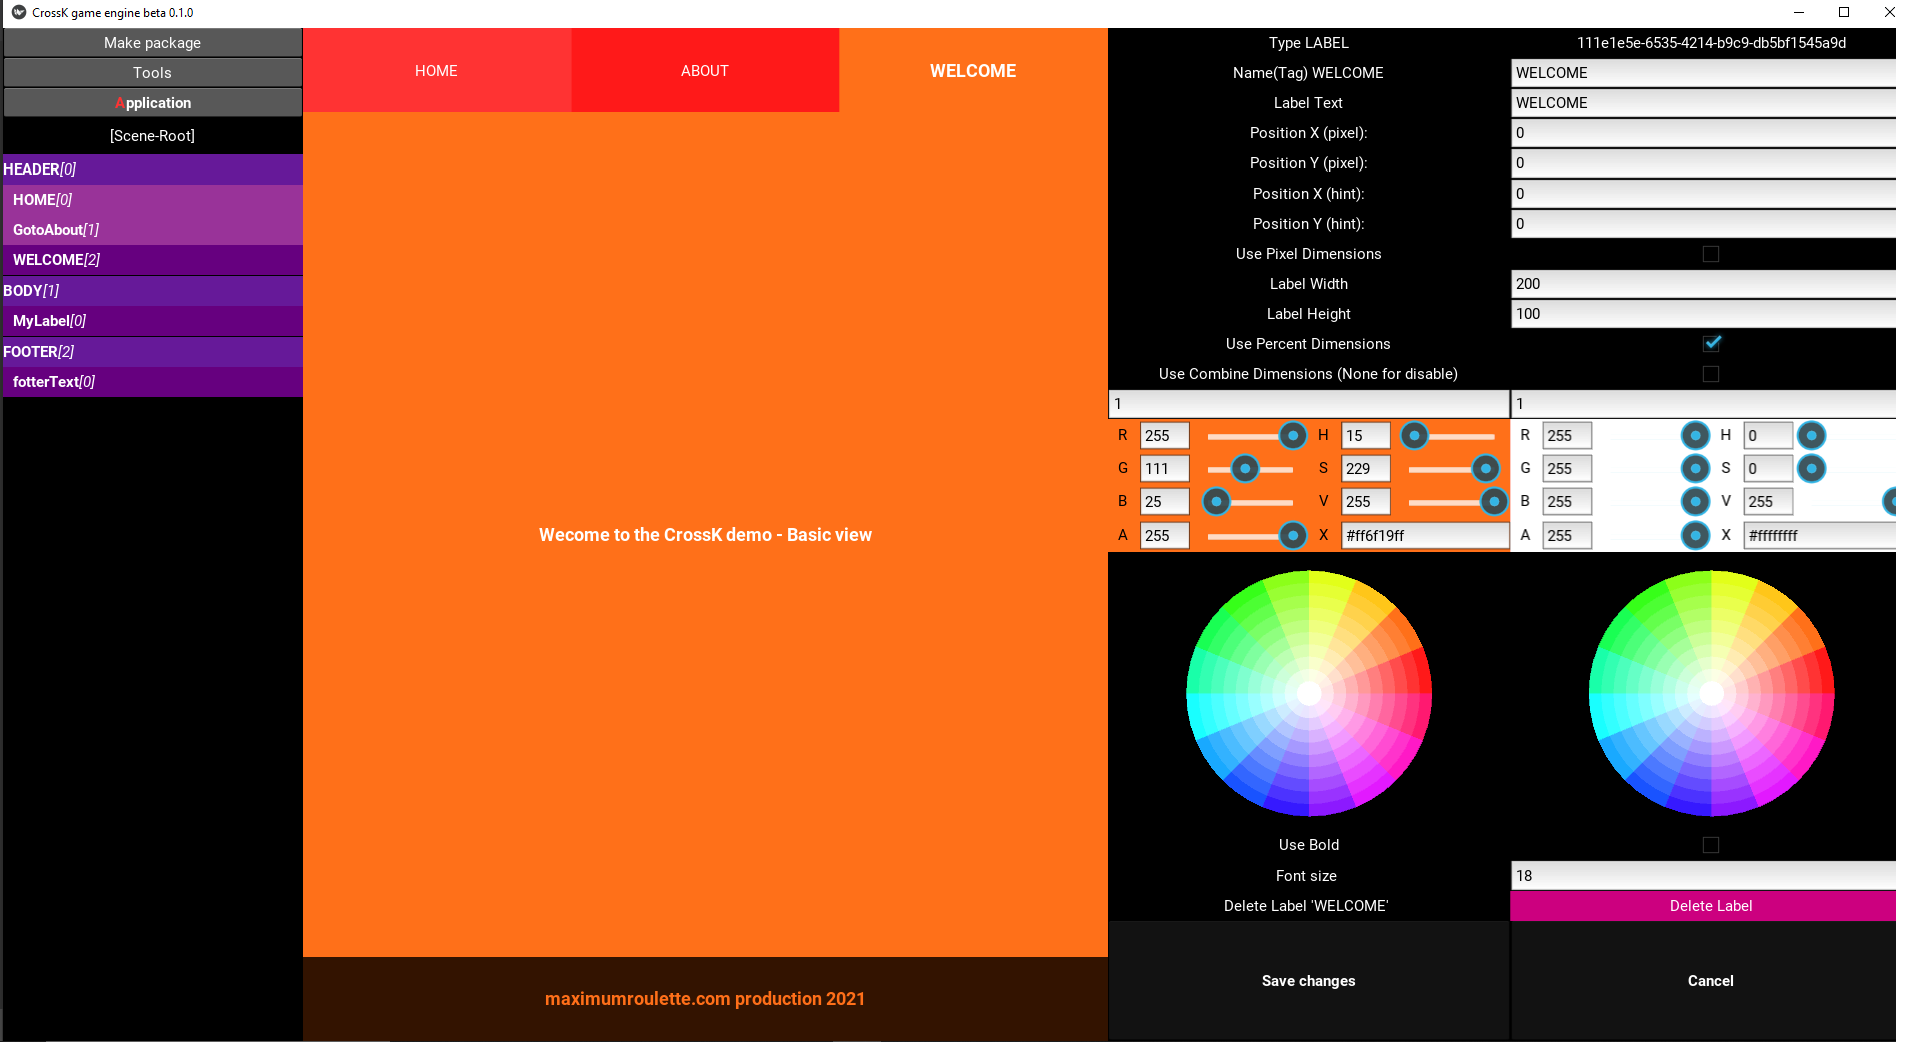 CrossK game engine beta 0.1.0
Make package
Tools
Application
[Scene-Root]
HEADER[0]
HOME[0]
GotoAbout[1]
WELCOME[2]
BODY[1]
MyLabel[0]
FOOTER[2]
fotterText[0]
HOME ABOUT WELCOME
Wecome to the CrossK demo - Basic view
maximumroulette.com production 2021
Type LABEL 111e1e5e-6535-4214-b9c9-db5bf1545a9d
Name(Tag) WELCOME WELCOME
Label Text WELCOME
Position X (pixel): 0
Position Y (pixel): 0
Position X (hint): 0
Position Y (hint): 0
Use Pixel Dimensions
Label Width 200
Label Height 100
Use Percent Dimensions
Use Combine Dimensions (None for disable)
1 1
R 255 H 15 R 255 H 0
G 111 S 229 G 255 S 0
B 25 V 255 B 255 V 255
A 255 X #ff6f19ff A 255 X #ffffffff
Use Bold
Font size 18
Delete Label 'WELCOME' Delete Label
Save changes Cancel